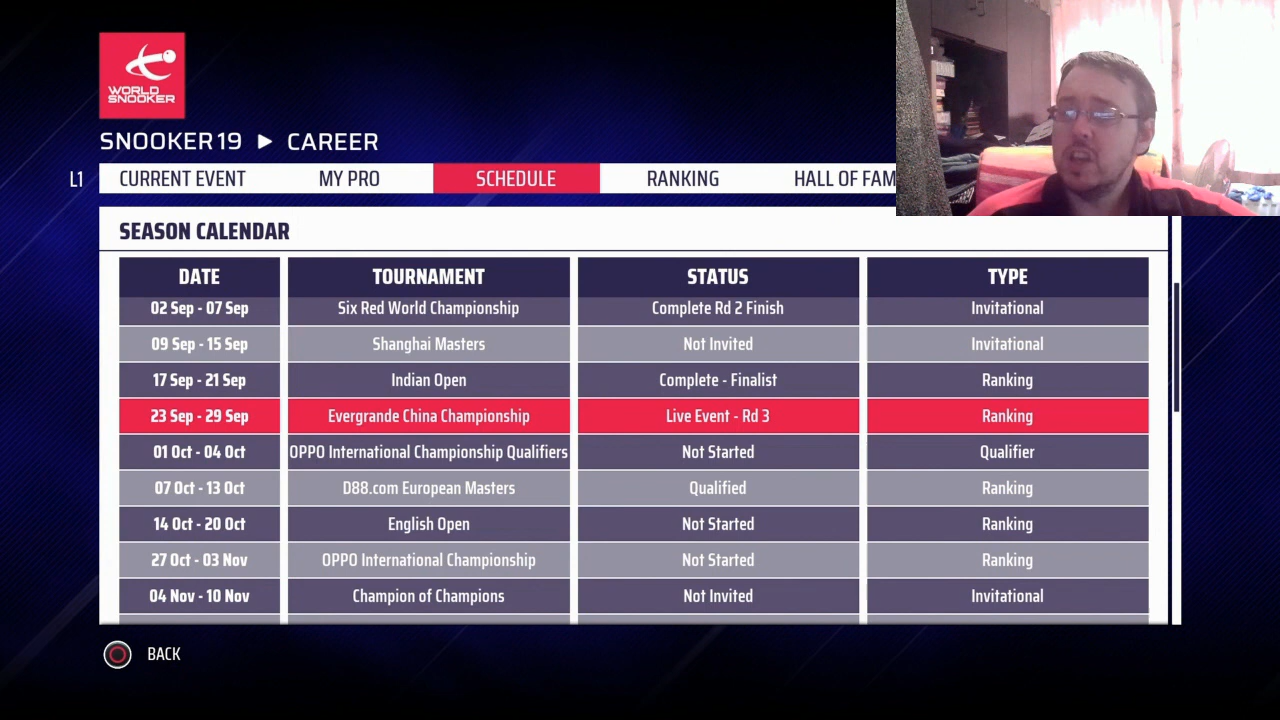 WORLD
SNOOKER
SNOOKER 19 ► CAREER
L1 CURRENT EVENT MY PRO SCHEDULE RANKING HALL OF FAM
SEASON CALENDAR
DATE TOURNAMENT STATUS TYPE
02 Sep - 07 Sep Six Red World Championship Complete Rd 2 Finish Invitational
09 Sep - 15 Sep Shanghai Masters Not Invited Invitational
17 Sep - 21 Sep Indian Open Complete - Finalist Ranking
23 Sep - 29 Sep Evergrande China Championship Live Event - Rd 3 Ranking
01 Oct - 04 Oct OPPO International Championship Qualifiers Not Started Qualifier
07 Oct - 13 Oct D88.com European Masters Qualified Ranking
14 Oct - 20 Oct English Open Not Started Ranking
27 Oct - 03 Nov OPPO International Championship Not Started Ranking
04 Nov - 10 Nov Champion of Champions Not Invited Invitational
BACK